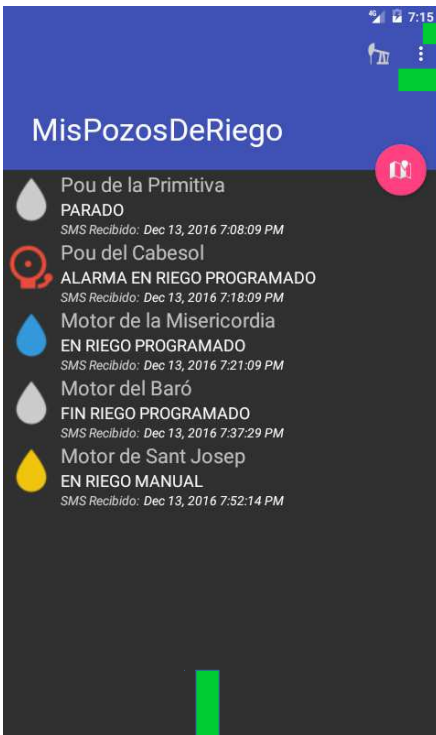 4G 7:15
MisPozosDeRiego
Pou de la Primitiva
PARADO
SMS Recibido: Dec 13, 2016 7:08:09 PM
Pou del Cabesol
ALARMA EN RIEGO PROGRAMADO
SMS Recibido: Dec 13, 2016 7:18:09 PM
Motor de la Misericordia
EN RIEGO PROGRAMADO
SMS Recibido: Dec 13, 2016 7:21:09 PM
Motor del Baró
FIN RIEGO PROGRAMADO
SMS Recibido: Dec 13, 2016 7:37:29 PM
Motor de Sant Josep
EN RIEGO MANUAL
SMS Recibido: Dec 13, 2016 7:52:14 PM